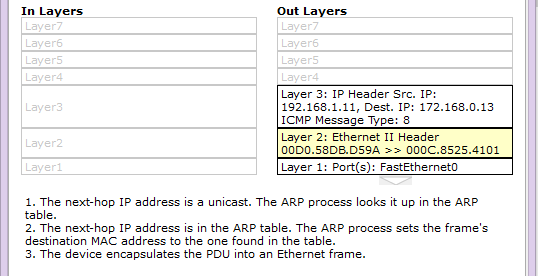 In Layers
Layer7
Layer6
Layer5
Layer4
Layer3
Layer2
Layer1
Out Layers
Layer7
Layer6
Layer5
Layer4
Layer 3: IP Header Src. IP:
192.168.1.11, Dest. IP: 172.168.0.13
ICMP Message Type: 8
Layer 2: Ethernet II Header
00D0.58DB.D59A >> 000C.8525.4101
Layer 1: Port(s): FastEthernet0
1. The next-hop IP address is a unicast. The ARP process looks it up in the ARP
table.
2. The next-hop IP address is in the ARP table. The ARP process sets the frame's
destination MAC address to the one found in the table.
3. The device encapsulates the PDU into an Ethernet frame.